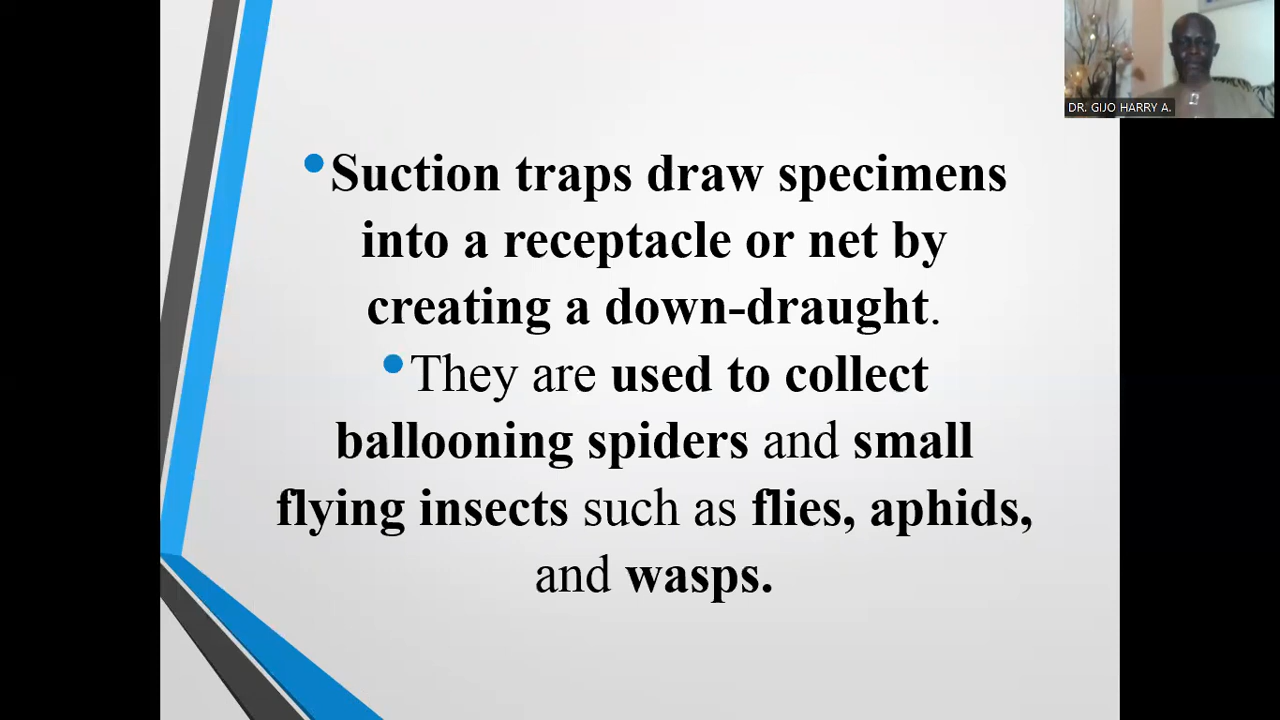 DR. GIJO HARRY A.
•Suction traps draw specimens
into a receptacle or net by
creating a down-draught.
•They are used to collect
ballooning spiders and small
flying insects such as flies, aphids,
and wasps.